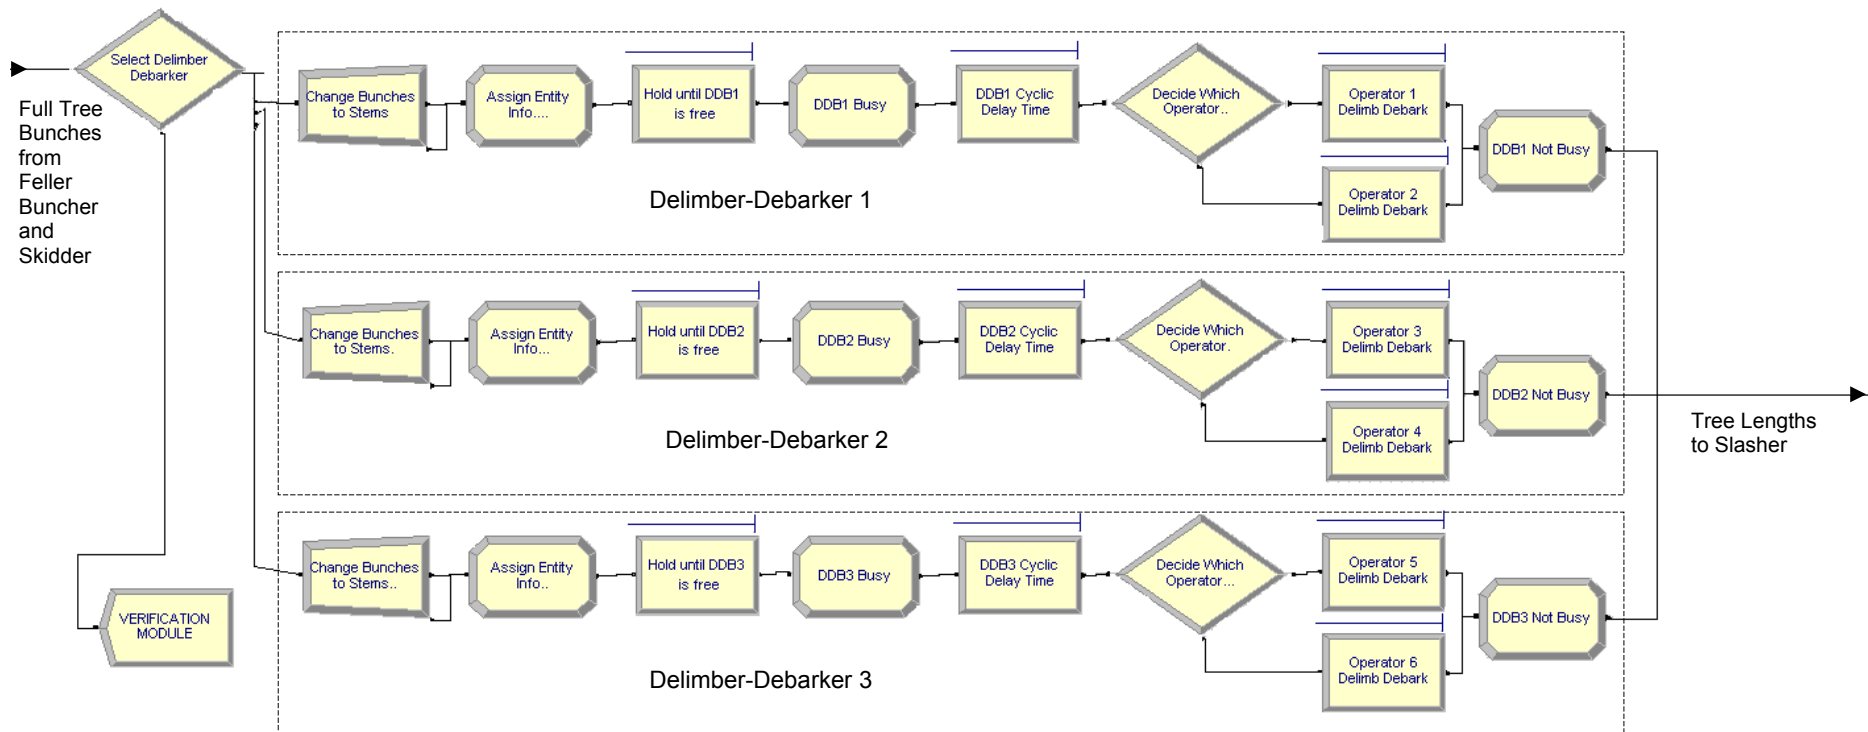 Select Delimber
Debarker
Full Tree
Bunches
from
Feller
Buncher
and
Skidder
VERIFICATION
MODULE
Change Bunches
to Stems
Assign Entity
Info....
Hold until DDB1
is free
DDB1 Busy
DDB1 Cyclic
Delay Time
Decide Which
Operator..
Operator 1
Delimb Debark
Operator 2
Delimb Debark
DDB1 Not Busy
Delimber-Debarker 1
Change Bunches
to Stems.
Assign Entity
Info...
Hold until DDB2
is free
DDB2 Busy
DDB2 Cyclic
Delay Time
Decide Which
Operator.
Operator 3
Delimb Debark
Operator 4
Delimb Debark
DDB2 Not Busy
Delimber-Debarker 2
Change Bunches
to Stems..
Assign Entity
Info..
Hold until DDB3
is free
DDB3 Busy
DDB3 Cyclic
Delay Time
Decide Which
Operator...
Operator 5
Delimb Debark
Operator 6
Delimb Debark
DDB3 Not Busy
Delimber-Debarker 3
Tree Lengths
to Slasher